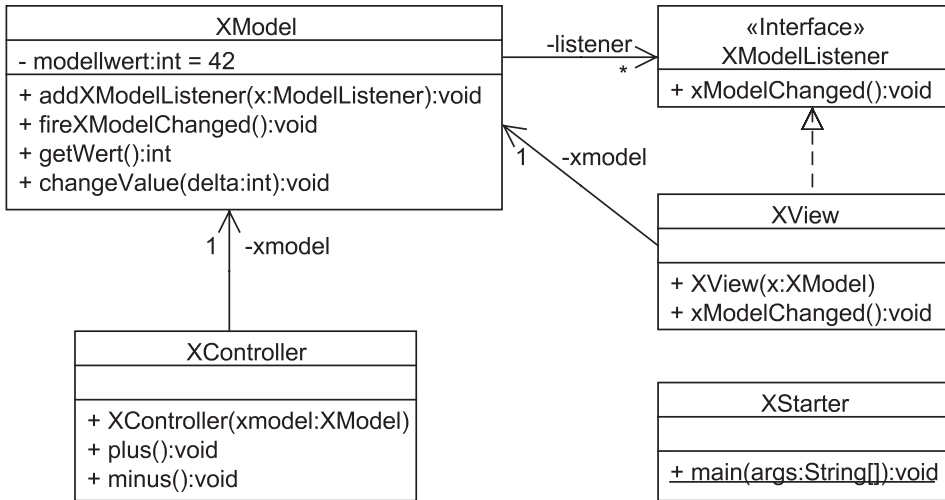 XModel
- modellwert:int = 42
+ addXModelListener(x:ModelListener):void
+ fireXModelChanged():void
+ getWert():int
+ changeValue(delta:int):void
-listener
*
«Interface»
XModelListener
+ xModelChanged():void
1
-xmodel
XView
+ XView(x:XModel)
+ xModelChanged():void
1
-xmodel
XController
+ XController(xmodel:XModel)
+ plus():void
+ minus():void
XStarter
+ main(args:String[]):void